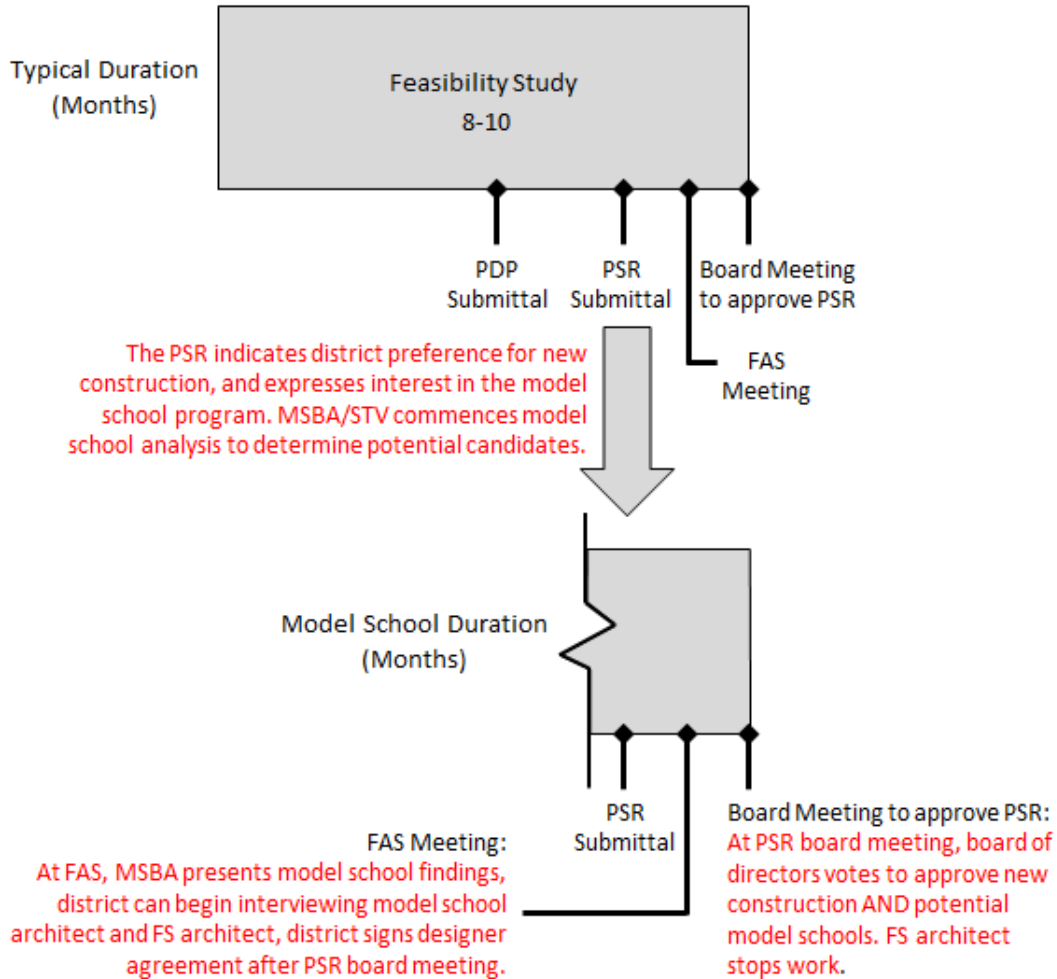 Typical Duration
(Months)
Feasibility Study
8-10
PDP
Submittal
PSR
Submittal
Board Meeting
to approve PSR
FAS
Meeting
The PSR indicates district preference for new
construction, and expresses interest in the model
school program. MSBA/STV commences model
school analysis to determine potential candidates.
Model School Duration
(Months)
PSR
Submittal
FAS Meeting:
At FAS, MSBA presents model school findings,
district can begin interviewing model school
architect and FS architect, district signs designer
agreement after PSR board meeting.
Board Meeting to approve PSR:
At PSR board meeting, board of
directors votes to approve new
construction AND potential
model schools. FS architect
stops work.